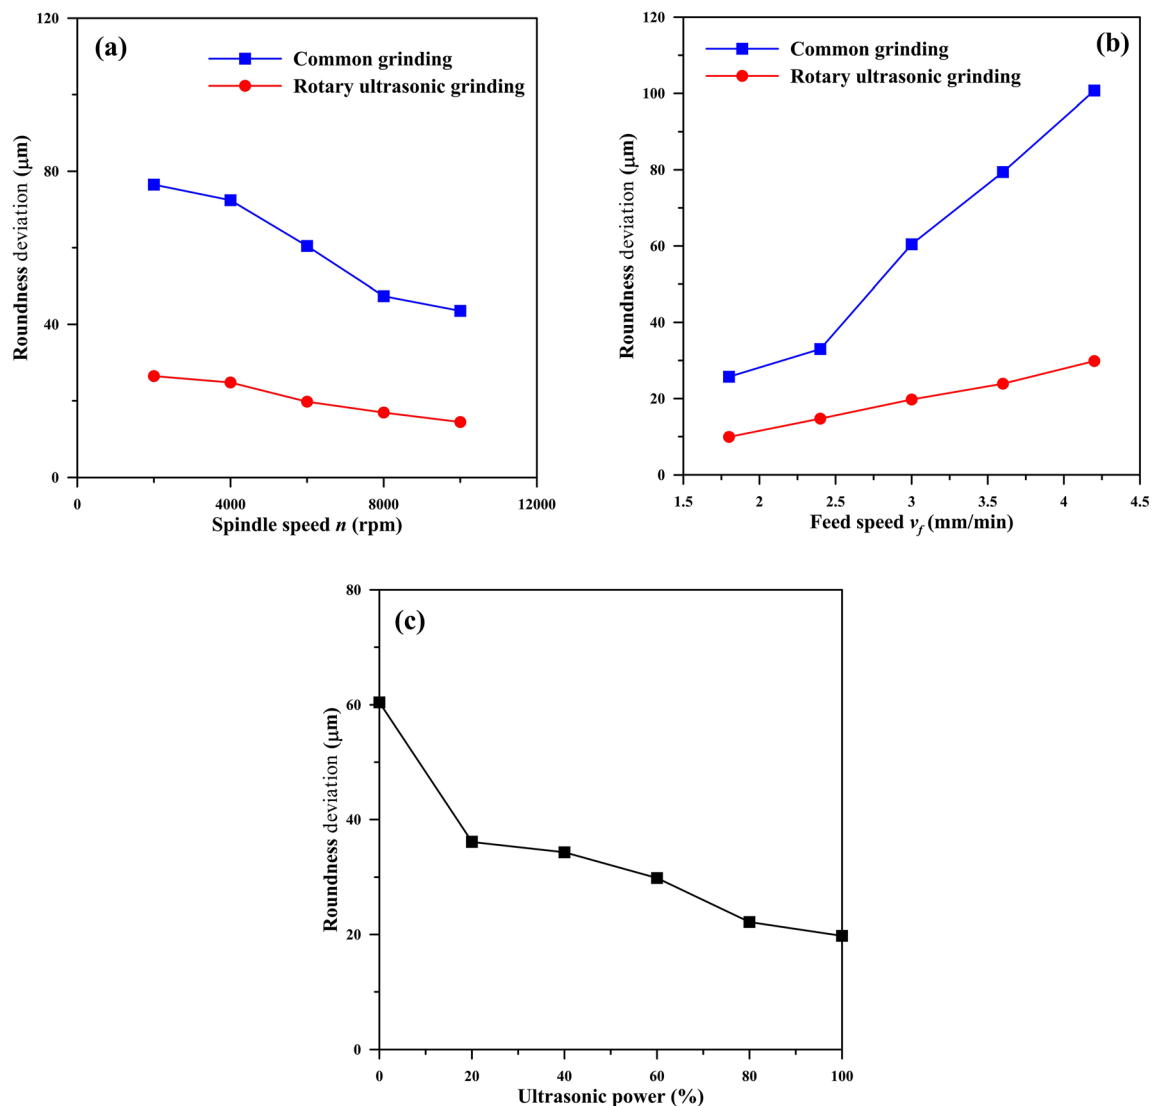 (a)
Common grinding
Rotary ultrasonic grinding
Roundness deviation (μm)
120
80
40
0
0 4000 8000 12000
Spindle speed n (rpm)
(b)
Common grinding
Rotary ultrasonic grinding
Roundness deviation (μm)
120
100
80
60
40
20
0
1.5 2 2.5 3 3.5 4 4.5
Feed speed vf (mm/min)
(c)
Roundness deviation (μm)
80
60
40
20
0
0 20 40 60 80 100
Ultrasonic power (%)